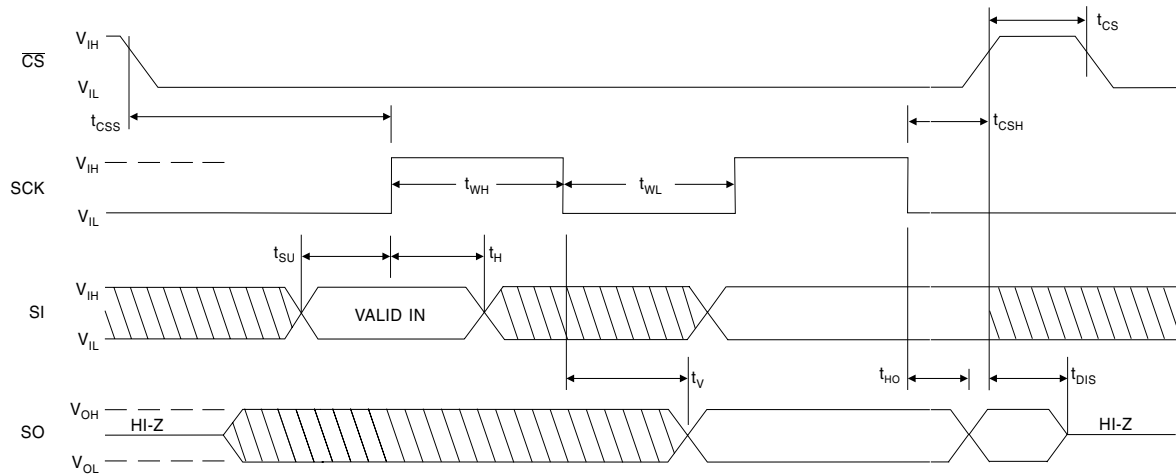 V_IH
t_CS
CS
V_IL
t_CSS
t_CSH
V_IH
SCK
t_WH
t_WL
V_IL
t_SU
t_H
V_IH
SI
VALID IN
V_IL
t_V
t_HO
t_DIS
V_OH
SO
HI-Z
HI-Z
V_OL